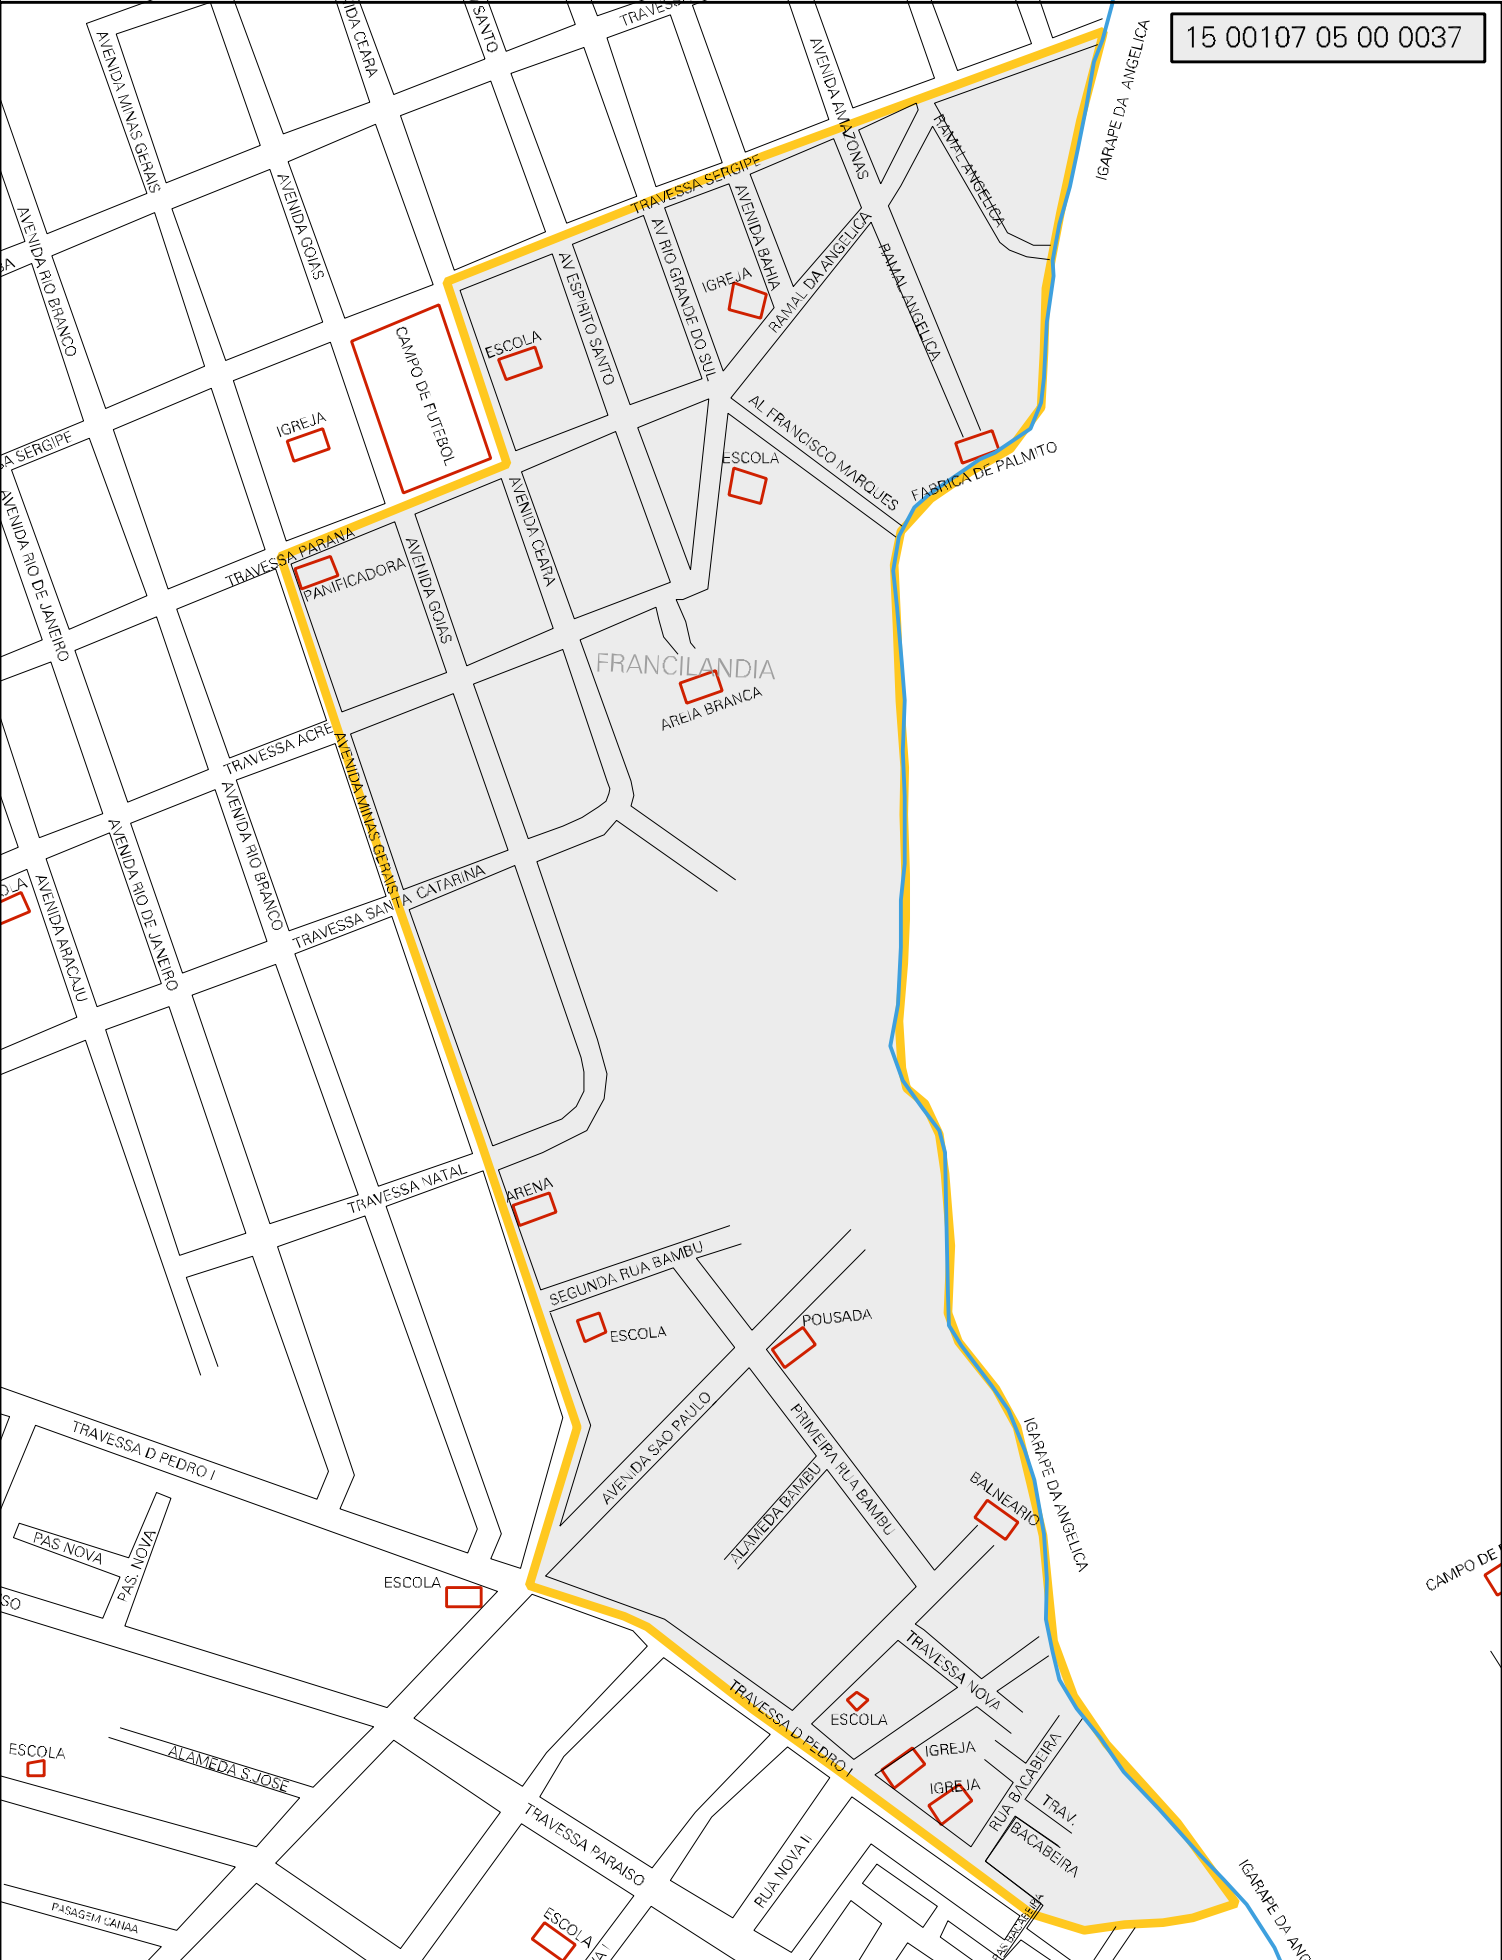 15 00107 05 00 0037
AVENIDA CEARA
SANTO
AVENIDA MINAS GERAIS
AVENIDA AMAZONAS
IGARAPE DA ANGELICA
RAMAL ANGELICA
TRAVESSA SERGIPE
AVENIDA GOIAS
AVENIDA RIO BRANCO
AV ESPIRITO SANTO
AV RIO GRANDE DO SUL
AVENIDA BAHIA
IGREJA
RAMAL DA ANGELICA
RAMAL ANGELICA
ESCOLA
CAMPO DE FUTEBOL
IGREJA
SA SERGIPE
AL FRANCISCO MARQUES
ESCOLA
FABRICA DE PALMITO
AVENIDA RIO DE JANEIRO
TRAVESSA PARANA
PANIFICADORA
AVENIDA GOIAS
AVENIDA CEARA
FRANCILANDIA
AREIA BRANCA
TRAVESSA ACRE
AVENIDA MINAS GERAIS
AVENIDA RIO BRANCO
AVENIDA RIO DE JANEIRO
OLA
AVENIDA ARACAJU
TRAVESSA SANTA CATARINA
TRAVESSA NATAL
ARENA
SEGUNDA RUA BAMBU
ESCOLA
POUSADA
AVENIDA SAO PAULO
PRIMEIRA RUA BAMBU
ALAMEDA BAMBU
BALNEARIO
IGARAPE DA ANGELICA
TRAVESSA D PEDRO I
PAS NOVA
PAS. NOVA
SO
ESCOLA
CAMPO DE
TRAVESSA NOVA
ESCOLA
TRAVESSA D PEDRO I
IGREJA
IGREJA
RUA BACABEIRA
TRAV.
BACABEIRA
ESCOLA
ALAMEDA S.JOSE
TRAVESSA PARAISO
RUA NOVA II
PAS BACABEIRA
PASAGEM CANAA
ESCOLA
IGARAPE DA ANG